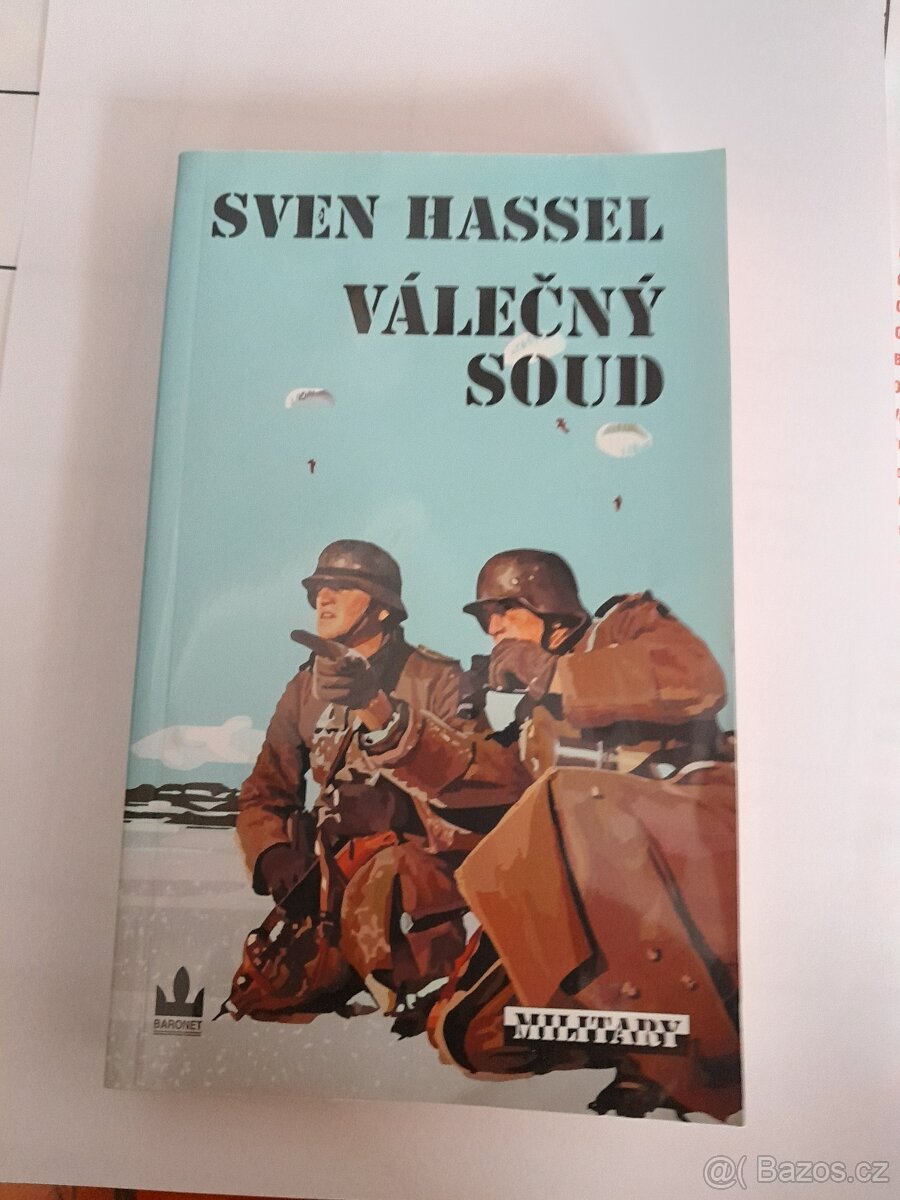 SVEN HASSEL
VÁLEČNÝ
SOUD
BARONET
MILITARY
@( Bazos.cz